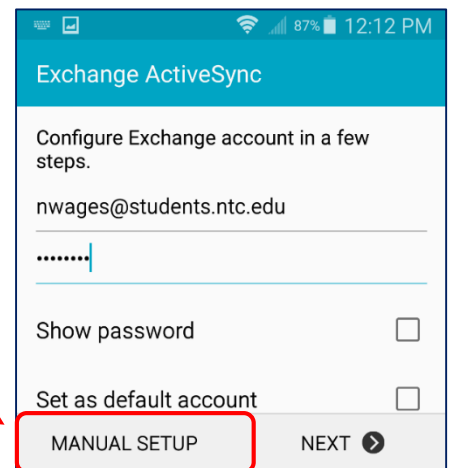 87% 12:12 PM
Exchange ActiveSync
Configure Exchange account in a few
steps.
nwages@students.ntc.edu
••••••••
Show password
Set as default account
MANUAL SETUP NEXT